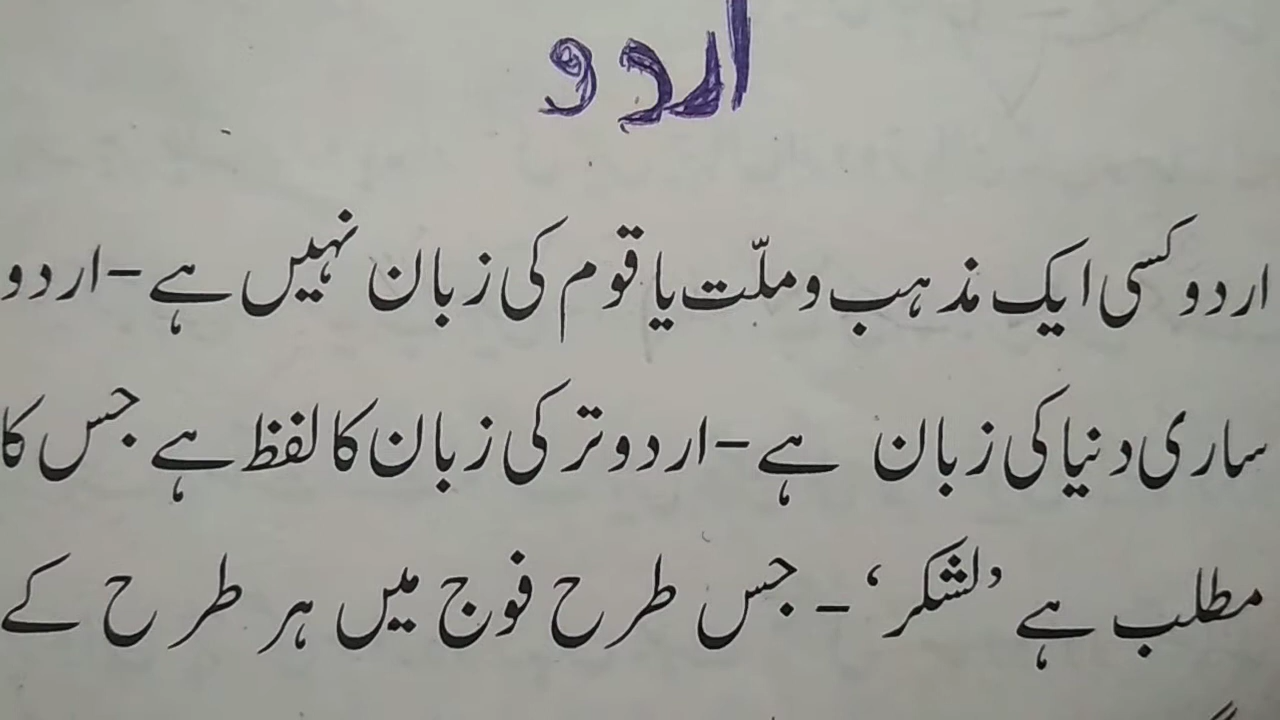 اردو
اردو کسی ایک مذہب و ملّت یا قوم کی زبان نہیں ہے - اردو
ساری دنیا کی زبان ہے - اردو ترکی زبان کا لفظ ہے جس کا
مطلب ہے ’لشکر‘ - جس طرح فوج میں ہر طرح کے